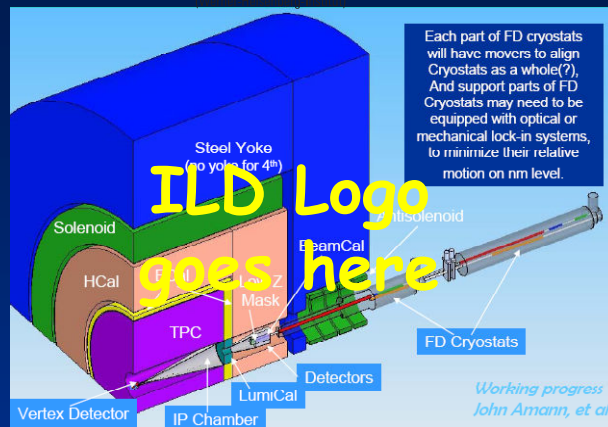 Each part of FD cryostats
will have movers to align
Cryostats as a whole(?),
And support parts of FD
Cryostats may need to be
equipped with optical or
mechanical lock-in systems,
to minimize their relative
motion on nm level.
Steel Yoke
(no yoke for 4th)
ILD Logo
goes here
Solenoid
Antisolenoid
BeamCal
HCal
ECal
Low Z
Mask
TPC
FD Cryostats
Detectors
LumiCal
Vertex Detector
IP Chamber
Working progress
John Amann, et al